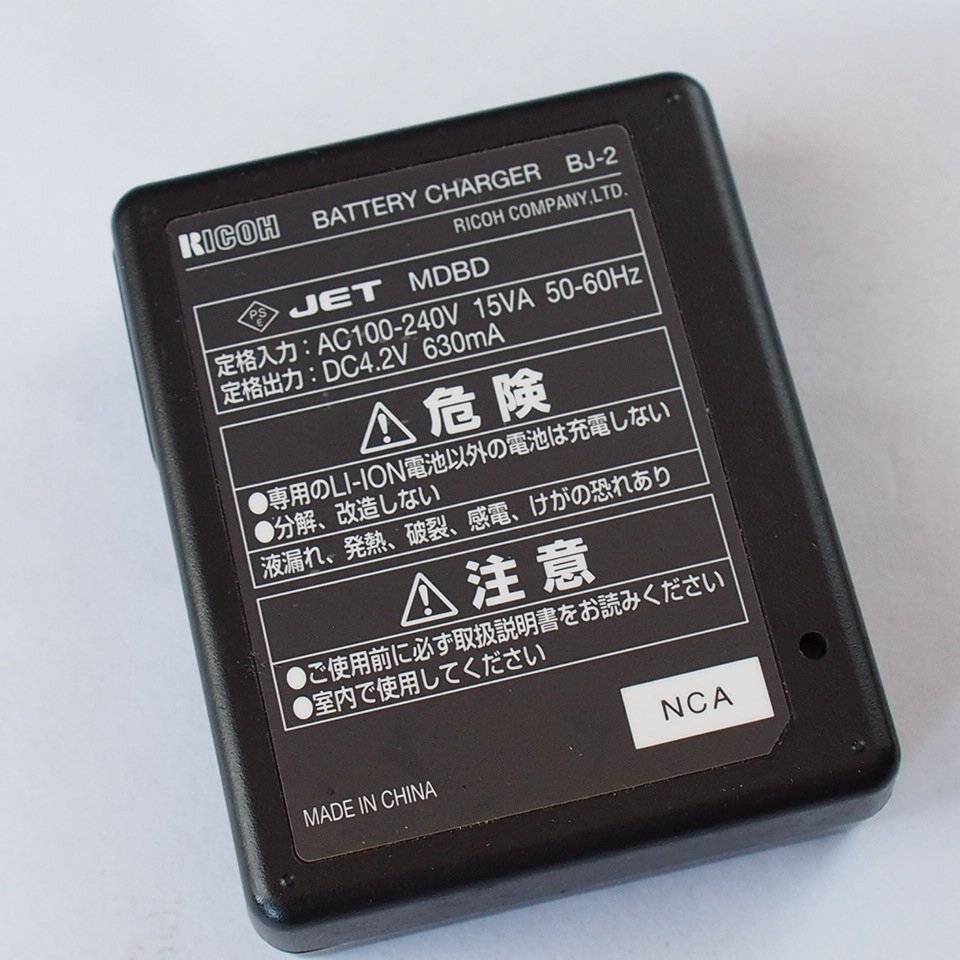 RICOH BATTERY CHARGER BJ-2
RICOH COMPANY,LTD.
PSE JET MDBD
定格入力：AC100-240V 15VA 50-60Hz
定格出力：DC4.2V 630mA
危険
●専用のLI-ION電池以外の電池は充電しない
●分解、改造しない
液漏れ、発熱、破裂、感電、けがの恐れあり
注意
●ご使用前に必ず取扱説明書をお読みください
●室内で使用してください
NCA
MADE IN CHINA